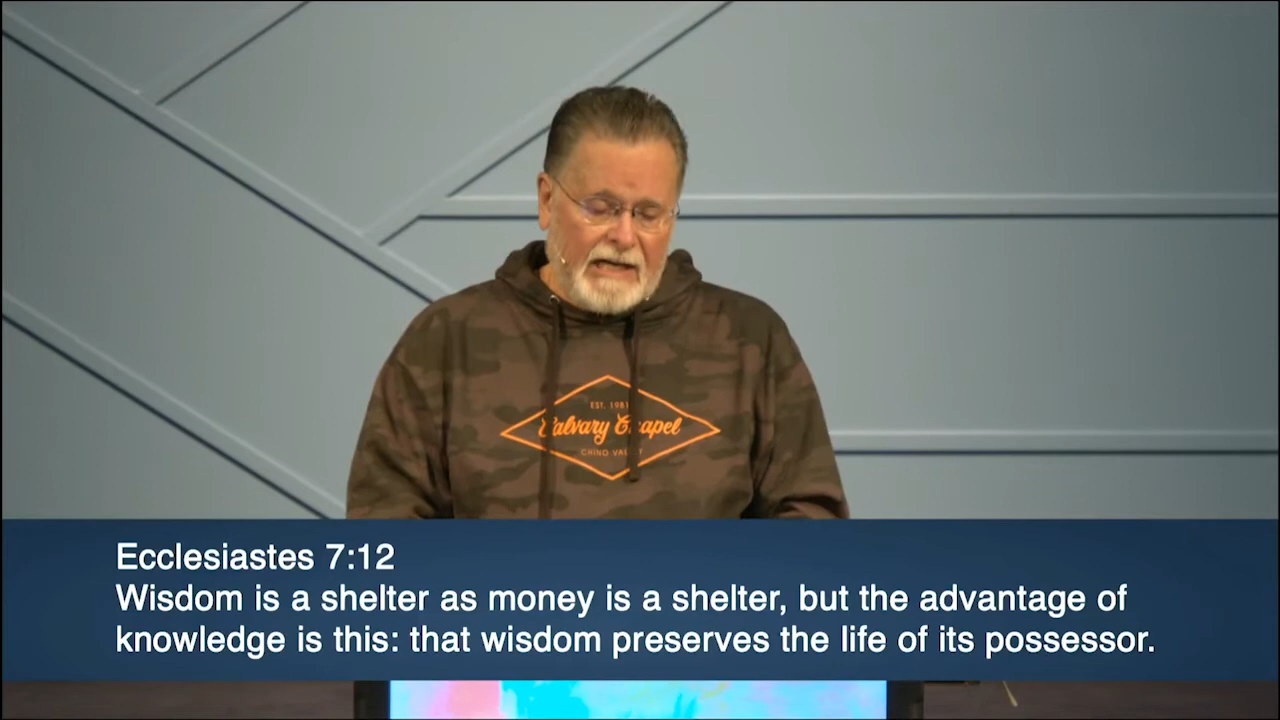 EST. 1981
Calvary Chapel
CHINO
Ecclesiastes 7:12
Wisdom is a shelter as money is a shelter, but the advantage of
knowledge is this: that wisdom preserves the life of its possessor.